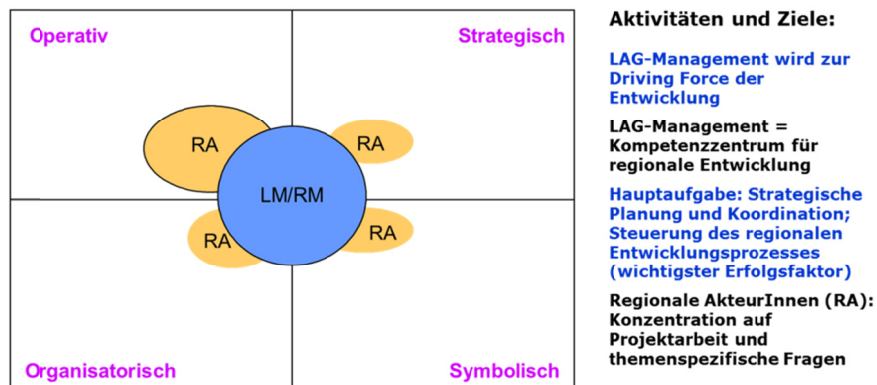 Operativ
Strategisch
RA
RA
LM/RM
RA
RA
Organisatorisch
Symbolisch
Aktivitäten und Ziele:
LAG-Management wird zur
Driving Force der
Entwicklung
LAG-Management =
Kompetenzzentrum für
regionale Entwicklung
Hauptaufgabe: Strategische
Planung und Koordination;
Steuerung des regionalen
Entwicklungsprozesses
(wichtigster Erfolgsfaktor)
Regionale AkteurInnen (RA):
Konzentration auf
Projektarbeit und
themenspezifische Fragen